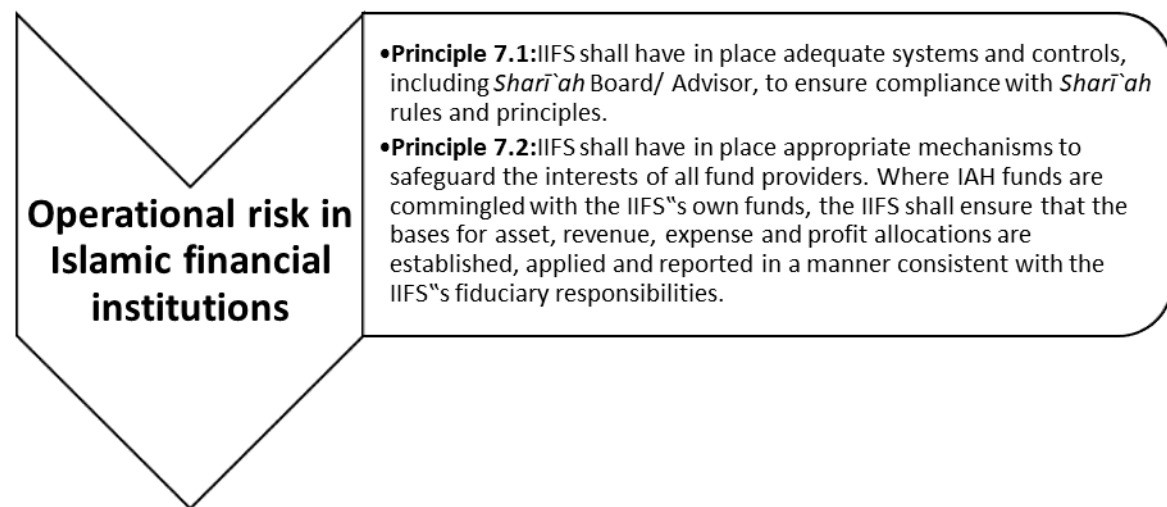 Operational risk in
Islamic financial
institutions
•Principle 7.1:IIFS shall have in place adequate systems and controls,
including Sharī`ah Board/ Advisor, to ensure compliance with Sharī`ah
rules and principles.
•Principle 7.2:IIFS shall have in place appropriate mechanisms to
safeguard the interests of all fund providers. Where IAH funds are
commingled with the IIFS‟s own funds, the IIFS shall ensure that the
bases for asset, revenue, expense and profit allocations are
established, applied and reported in a manner consistent with the
IIFS‟s fiduciary responsibilities.